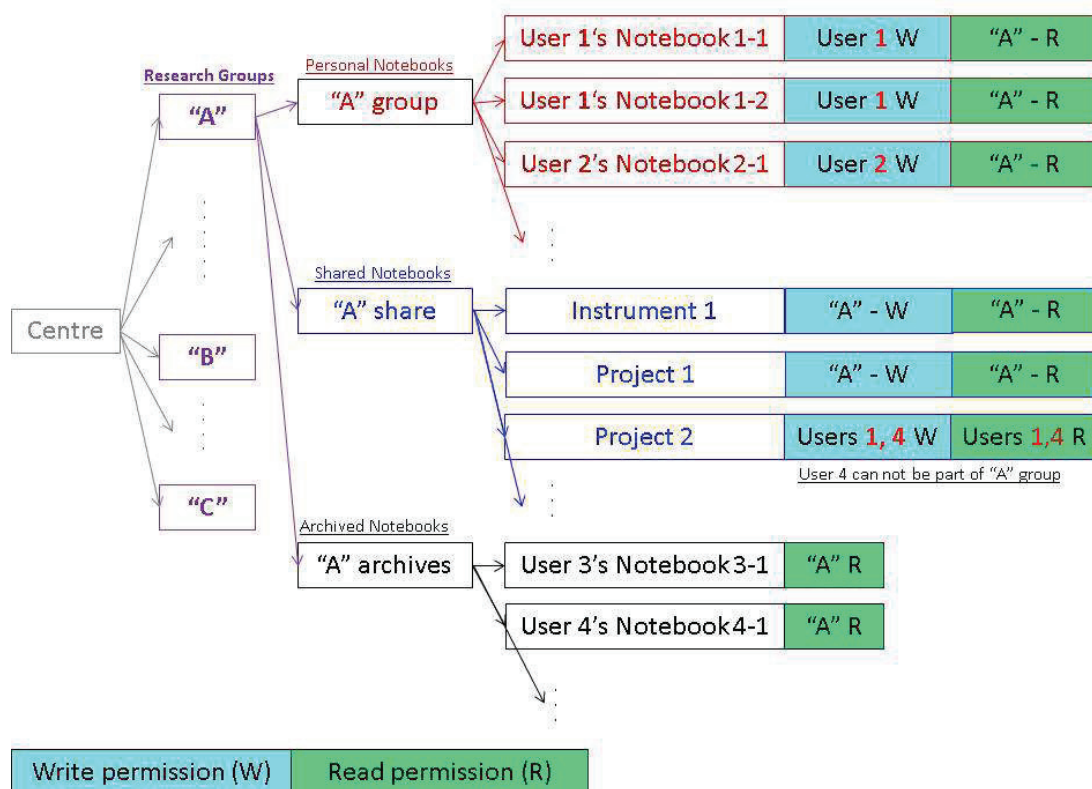 User 1's Notebook 1-1 User 1 W "A" - R
Personal Notebooks
Research Groups
"A" "A" group User 1's Notebook 1-2 User 1 W "A" - R
User 2's Notebook 2-1 User 2 W "A" - R
Shared Notebooks
Centre "A" share Instrument 1 "A" - W "A" - R
"B" Project 1 "A" - W "A" - R
Project 2 Users 1, 4 W Users 1,4 R
User 4 can not be part of "A" group
"C"
Archived Notebooks
"A" archives User 3's Notebook 3-1 "A" R
User 4's Notebook 4-1 "A" R
Write permission (W) Read permission (R)